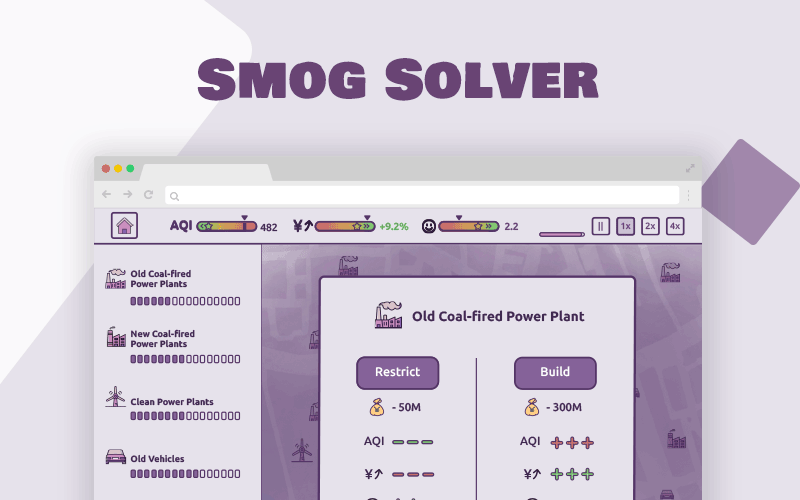 SMOG SOLVER
AQI 482 ¥ +9.2% 2.2 || 1x 2x 4x
Old Coal-fired
Power Plants
New Coal-fired
Power Plants
Clean Power Plants
Old Vehicles
Old Coal-fired Power Plant
Restrict Build
- 50M - 300M
AQI AQI
¥ ¥